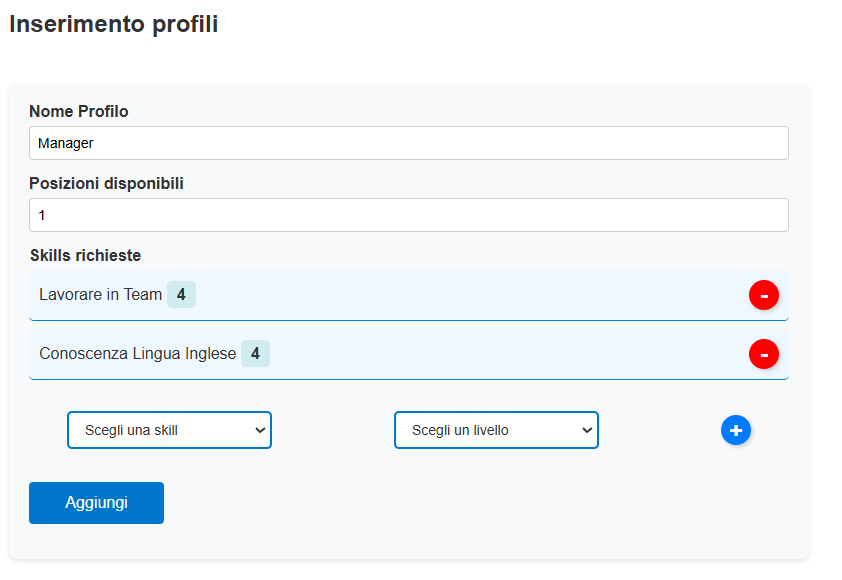 Inserimento profili
Nome Profilo
Manager
Posizioni disponibili
1
Skills richieste
Lavorare in Team 4 -
Conoscenza Lingua Inglese 4 -
Scegli una skill Scegli un livello +
Aggiungi